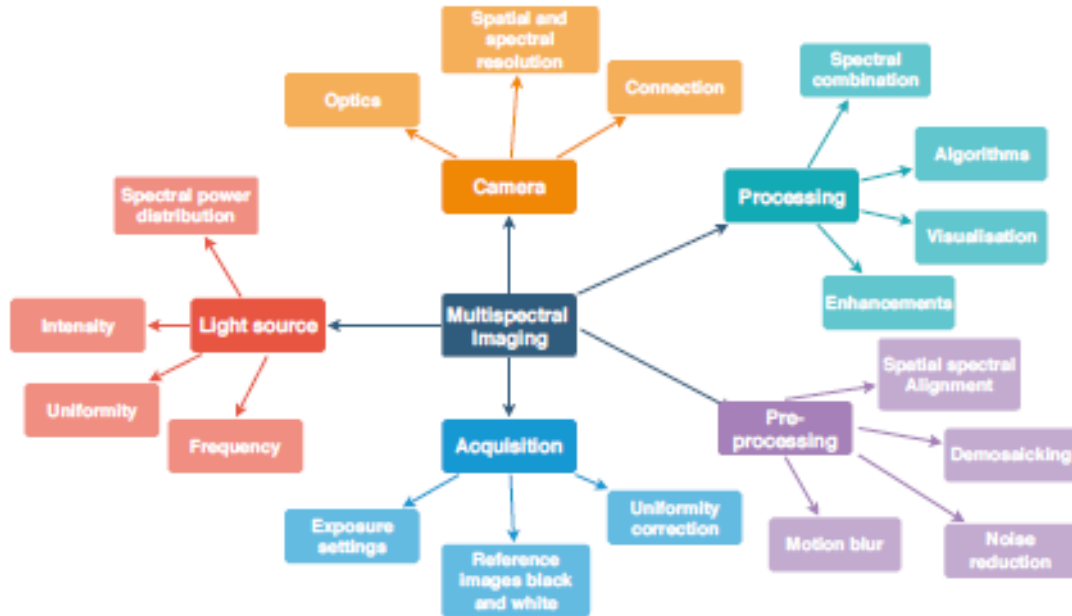 Spatial and
spectral
resolution
Optics
Connection
Camera
Spectral
combination
Algorithms
Processing
Visualisation
Enhancements
Spectral power
distribution
Intensity
Light source
Uniformity
Frequency
Multispectral
Imaging
Spatial spectral
Alignment
Pre-
processing
Demosaicking
Motion blur
Noise
reduction
Acquisition
Exposure
settings
Reference
images black
and white
Uniformity
correction